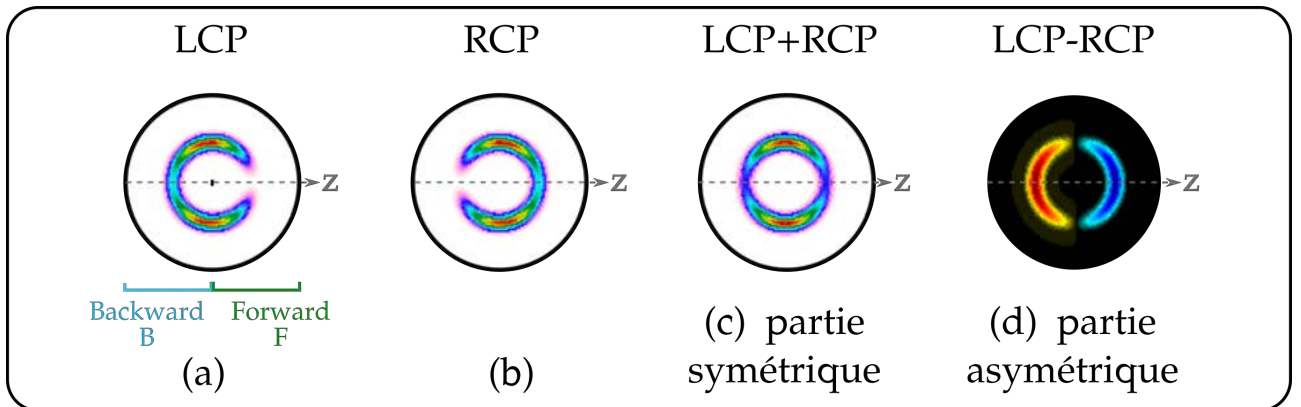 LCP
RCP
LCP+RCP
LCP-RCP
z
z
z
z
Backward
B
Forward
F
(a)
(b)
(c) partie
symétrique
(d) partie
asymétrique